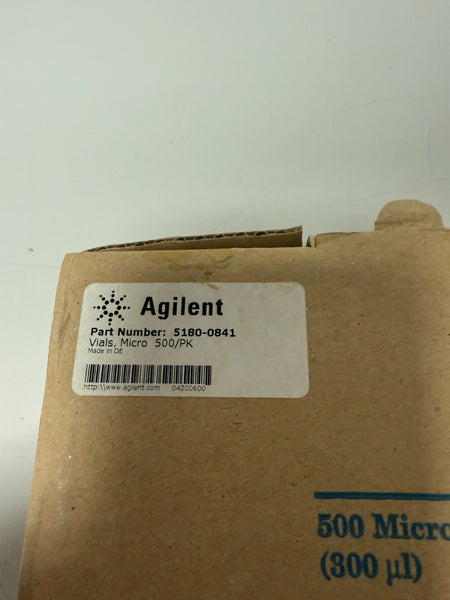 Agilent
Part Number: 5180-0841
Vials, Micro 500/PK
Made in DE
http:\\www.agilent.com 04200600
500 Micro
(300 µl)